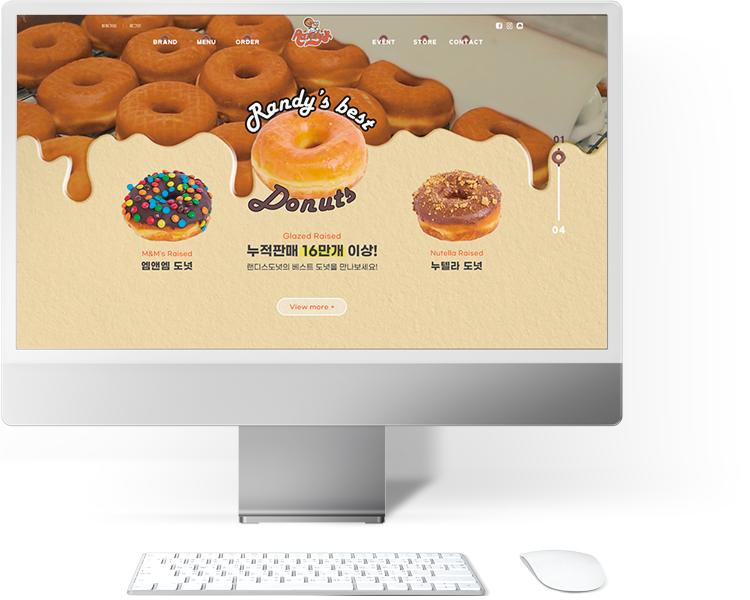 회원가입 | 로그인
BRAND MENU ORDER Randy's EVENT STORE CONTACT
Randy's best
Donuts
01
04
M&M's Raised
엠앤엠 도넛
Glazed Raised
누적판매 16만개 이상!
랜디스도넛의 베스트 도넛을 만나보세요!
View more +
Nutella Raised
누텔라 도넛